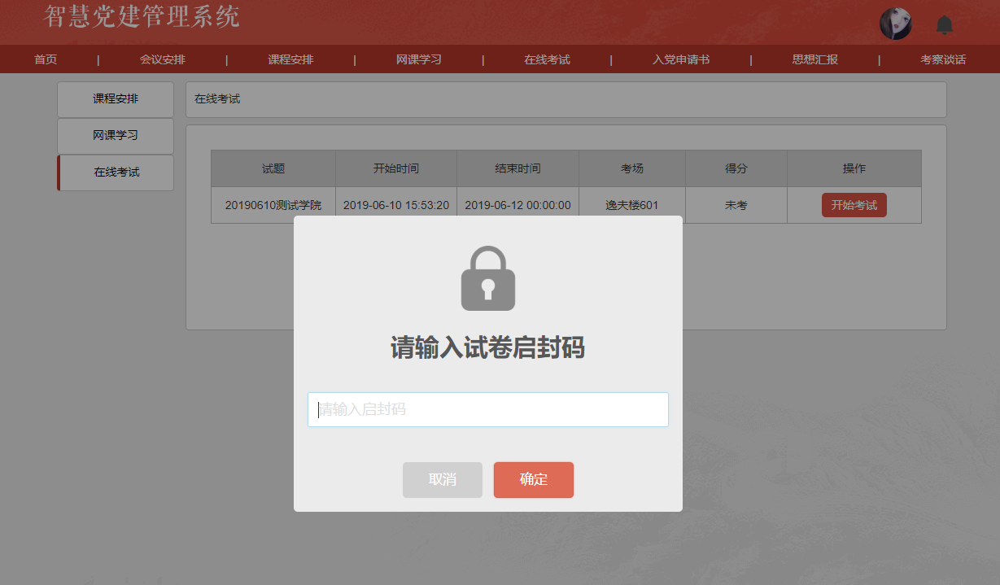 智慧党建管理系统
首页 | 会议安排 | 课程安排 | 网课学习 | 在线考试 | 入党申请书 | 思想汇报 | 考察谈话
课程安排
网课学习
在线考试
在线考试
试题 开始时间 结束时间 考场 得分 操作
20190610测试学院 2019-06-10 15:53:20 2019-06-12 00:00:00 逸夫楼601 未考 开始考试
请输入试卷启封码
请输入启封码
取消 确定